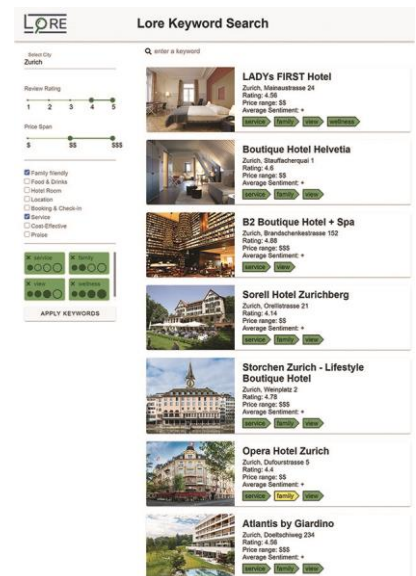 LORE
Lore Keyword Search
Select City
Zurich
Review Rating
1 2 3 4 5
Price Span
$ $$ $$$
Family friendly
Food & Drinks
Hotel Room
Location
Booking & Check-in
Service
Cost-Effective
Praise
× service
× family
× view
× wellness
APPLY KEYWORDS
enter a keyword
LADYs FIRST Hotel
Zurich, Mainaustrasse 24
Rating: 4.56
Price range: $$
Average Sentiment: +
service family view wellness
Boutique Hotel Helvetia
Zurich, Stauffacherquai 1
Rating: 4.6
Price range: $$
Average Sentiment: +
service family view
B2 Boutique Hotel + Spa
Zurich, Brandschenkestrasse 152
Rating: 4.88
Price range: $$$
Average Sentiment: +
service view
Sorell Hotel Zurichberg
Zurich, Orellistrasse 21
Rating: 4.14
Price range: $$
Average Sentiment: +
service family view
Storchen Zurich - Lifestyle
Boutique Hotel
Zurich, Weinplatz 2
Rating: 4.78
Price range: $$
Average Sentiment: +
service family view
Opera Hotel Zurich
Zurich, Dufourstrasse 5
Rating: 4.4
Price range: $$
Average Sentiment: +
service family view
Atlantis by Giardino
Zurich, Doeltschiweg 234
Rating: 4.56
Price range: $$$
Average Sentiment: +
service family view